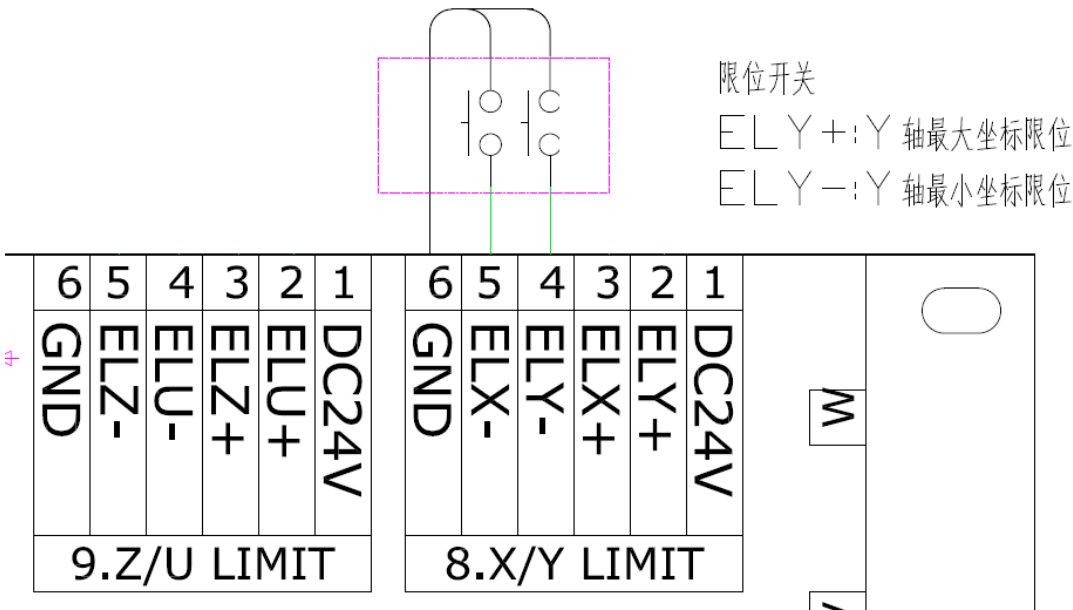 限位开关
ELY+:Y 轴最大坐标限位
ELY-:Y 轴最小坐标限位
6 5 4 3 2 1
GND ELZ- ELU- ELZ+ ELU+ DC24V
9.Z/U LIMIT
6 5 4 3 2 1
GND ELX- ELY- ELX+ ELY+ DC24V
8.X/Y LIMIT
W